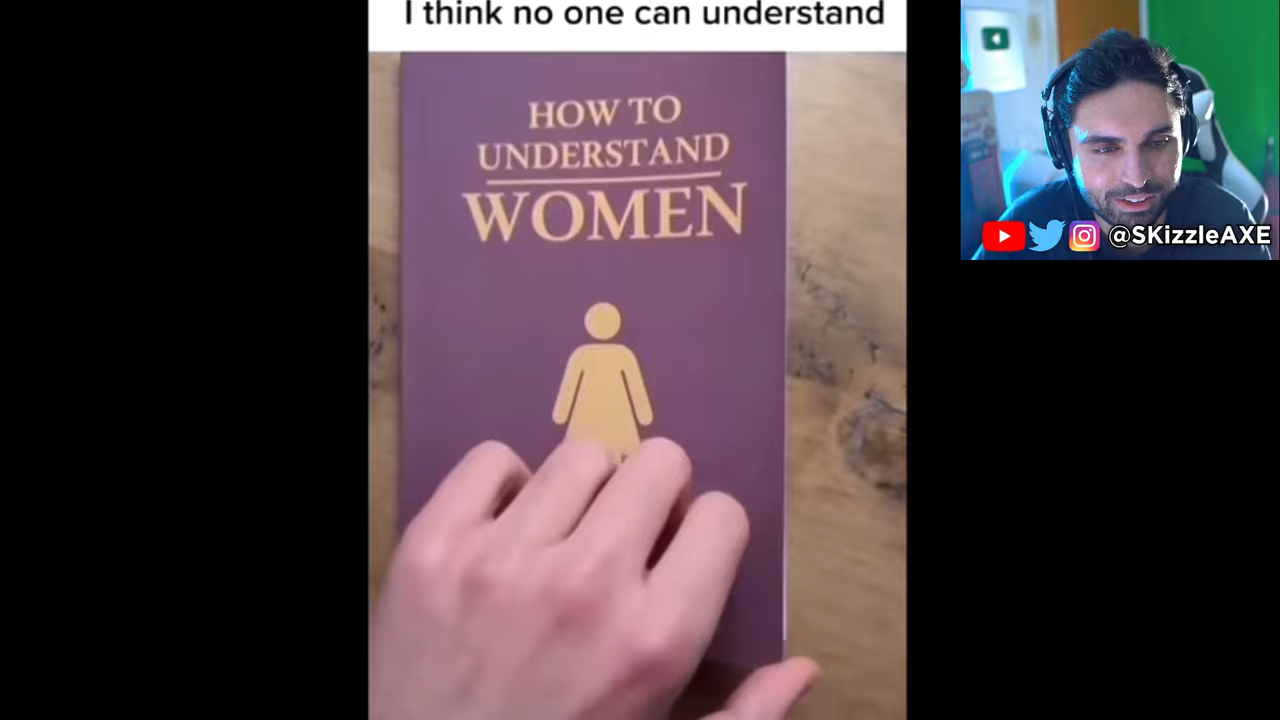 I think no one can understand
HOW TO
UNDERSTAND
WOMEN
@SKizzleAXE